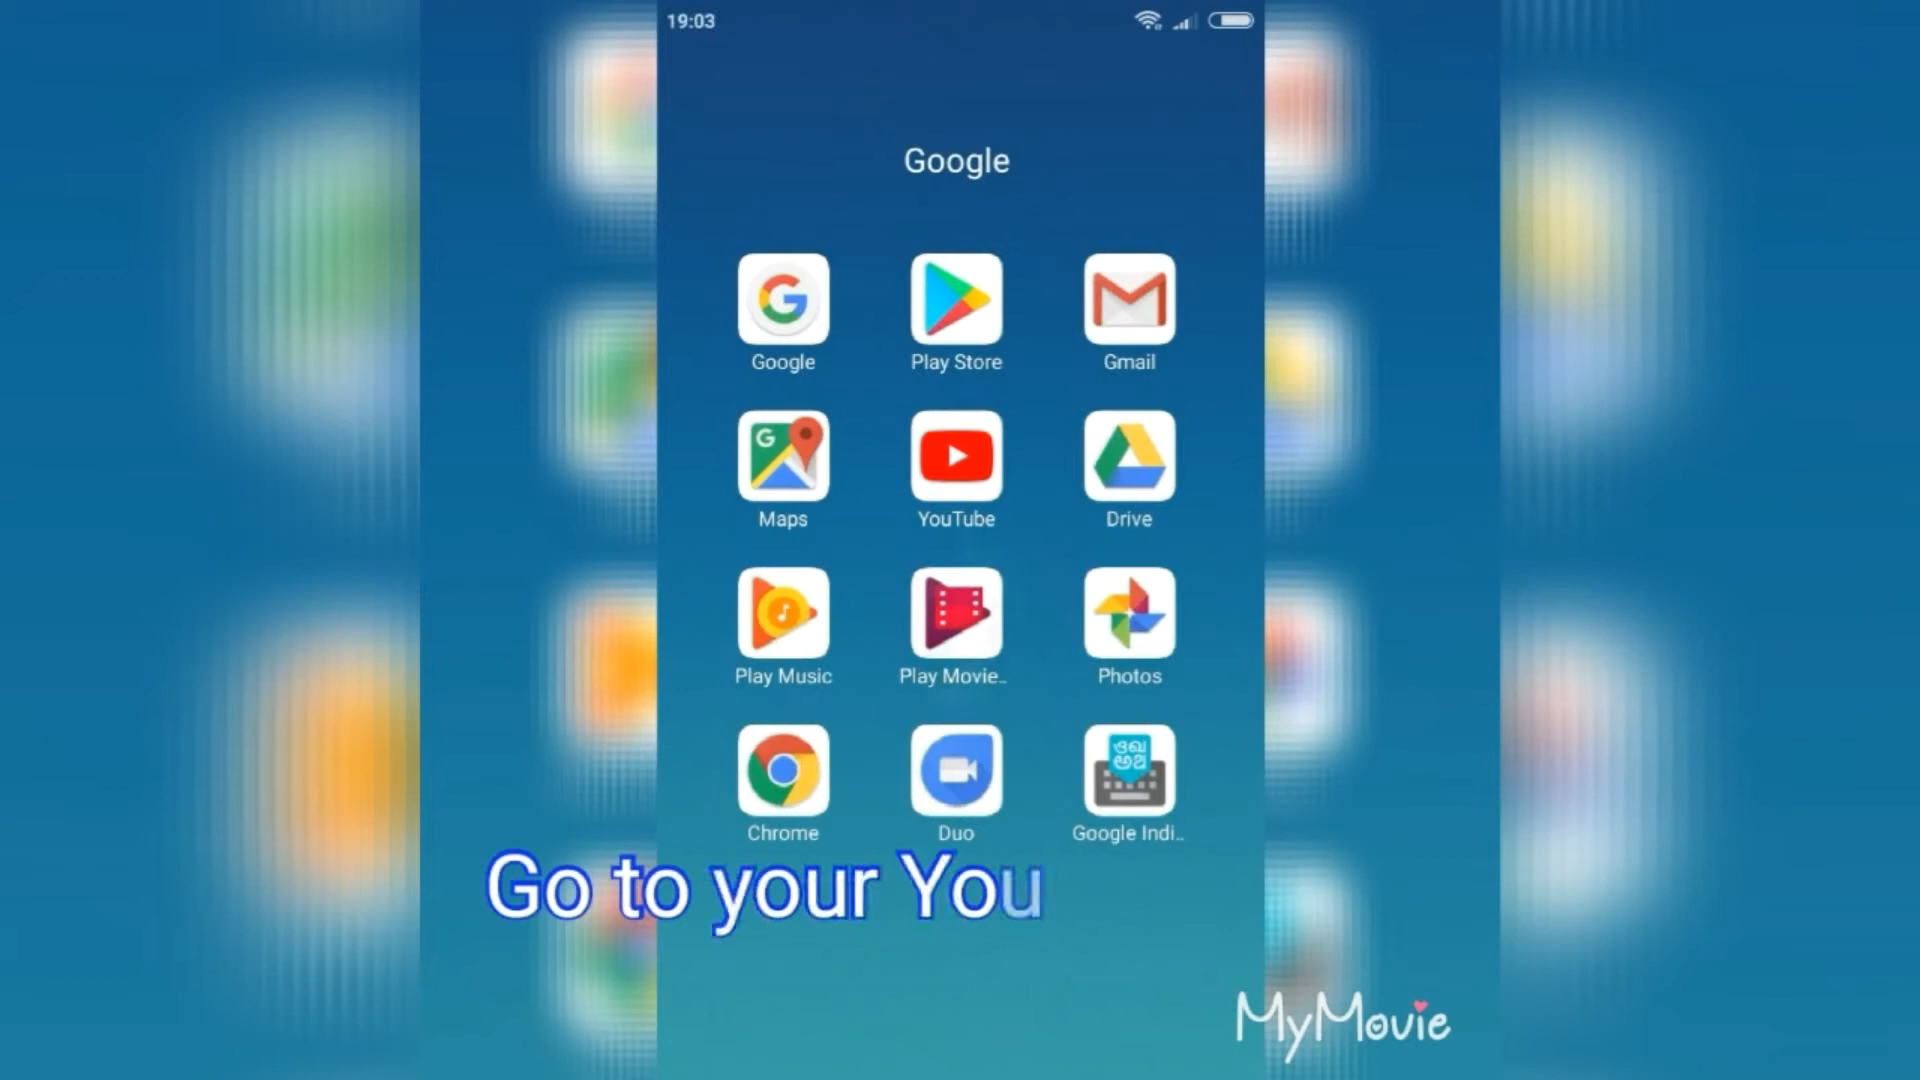 19:03
Google
Google Play Store Gmail
G
Maps YouTube Drive
Play Music Play Movie.. Photos
Chrome Duo Google Indi..
Go to your You
MyMovie